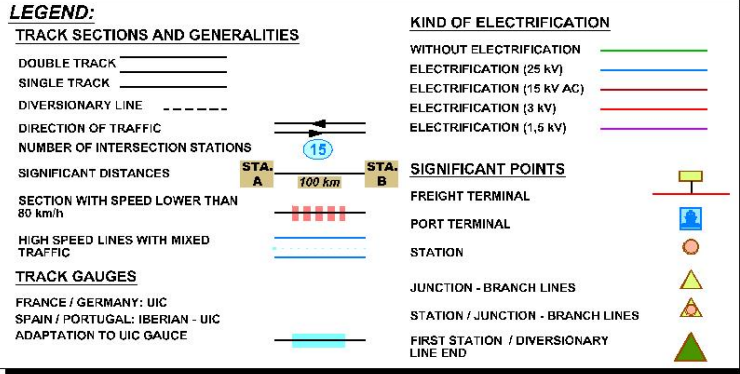 LEGEND:
TRACK SECTIONS AND GENERALITIES
DOUBLE TRACK
SINGLE TRACK
DIVERSIONARY LINE
DIRECTION OF TRAFFIC
NUMBER OF INTERSECTION STATIONS
15
SIGNIFICANT DISTANCES
STA. A
100 km
STA. B
SECTION WITH SPEED LOWER THAN
80 km/h
HIGH SPEED LINES WITH MIXED
TRAFFIC
TRACK GAUGES
FRANCE / GERMANY: UIC
SPAIN / PORTUGAL: IBERIAN - UIC
ADAPTATION TO UIC GAUCE
KIND OF ELECTRIFICATION
WITHOUT ELECTRIFICATION
ELECTRIFICATION (25 kV)
ELECTRIFICATION (15 kV AC)
ELECTRIFICATION (3 kV)
ELECTRIFICATION (1,5 kV)
SIGNIFICANT POINTS
FREIGHT TERMINAL
PORT TERMINAL
STATION
JUNCTION - BRANCH LINES
STATION / JUNCTION - BRANCH LINES
FIRST STATION / DIVERSIONARY
LINE END